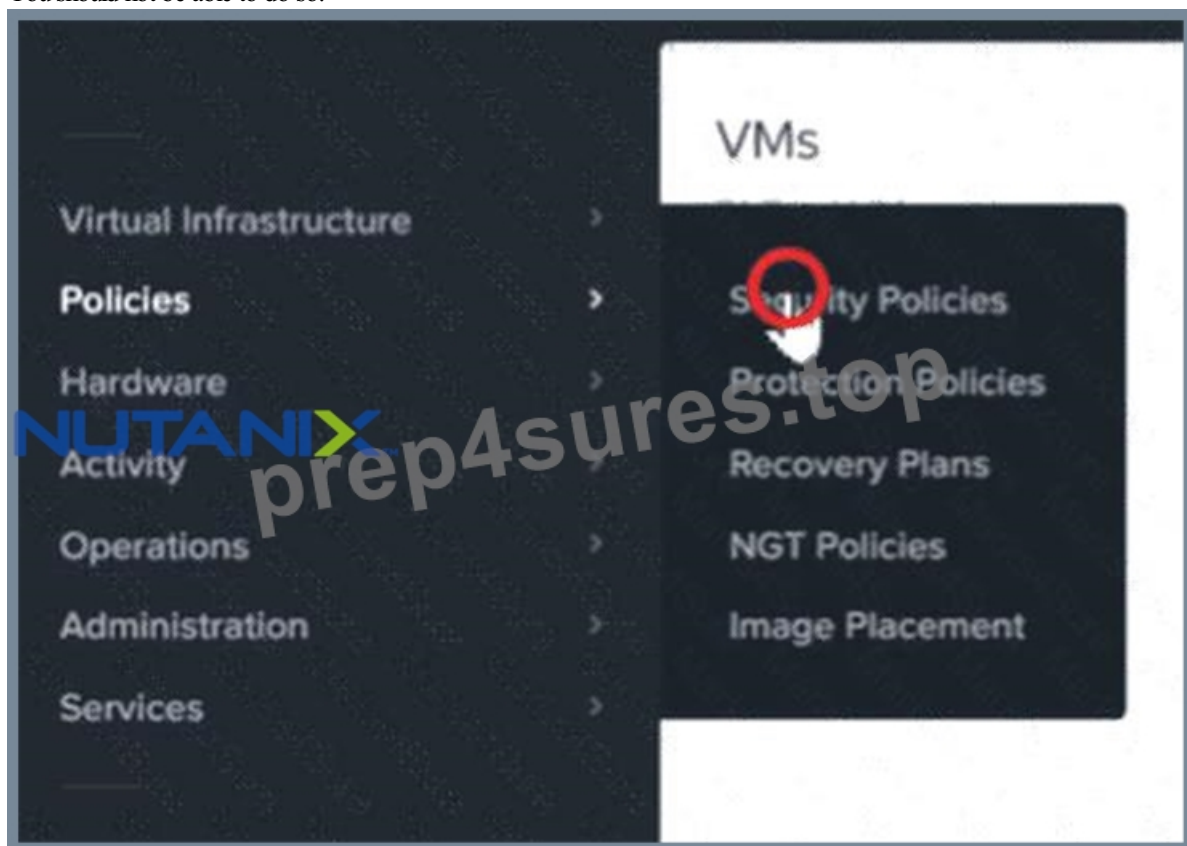 VMs
Virtual Infrastructure
Policies
Security Policies
Hardware
Protection Policies
NUTANIX
prep4sures.top
Activity
Recovery Plans
Operations
NGT Policies
Administration
Image Placement
Services